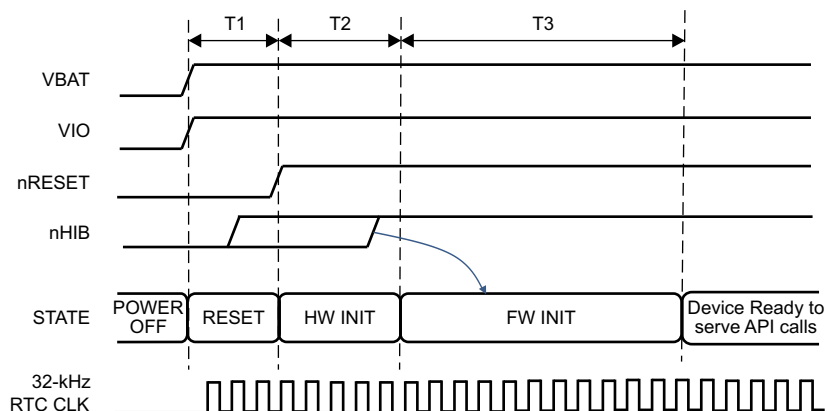 T1 T2 T3
VBAT
VIO
nRESET
nHIB
STATE
POWER
OFF
RESET
HW INIT
FW INIT
Device Ready to
serve API calls
32-kHz
RTC CLK